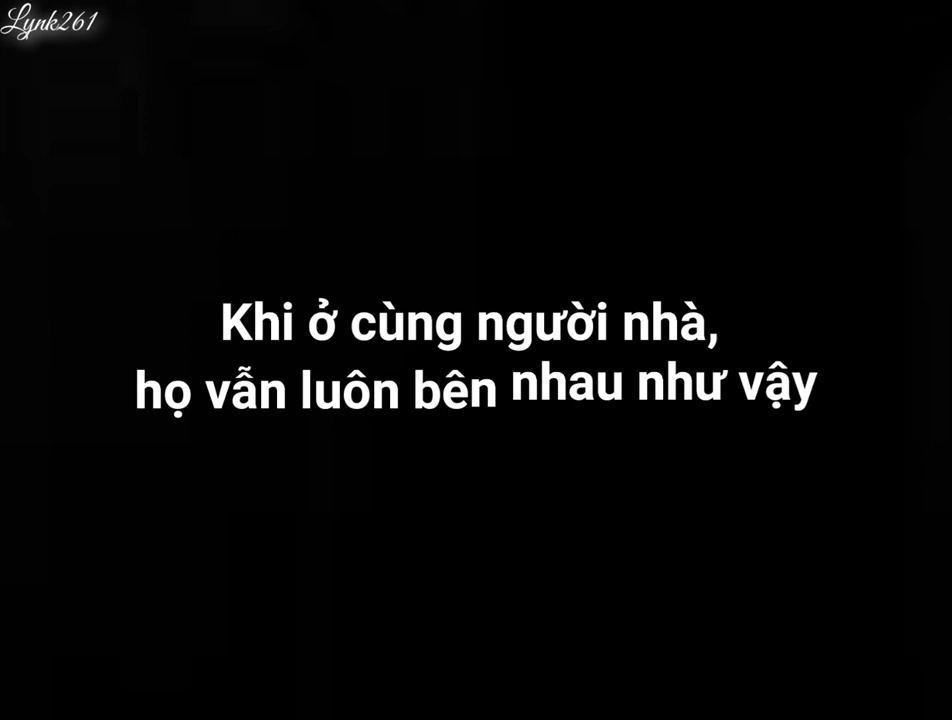 Lynk261
Khi ở cùng người nhà,
họ vẫn luôn bên nhau như vậy